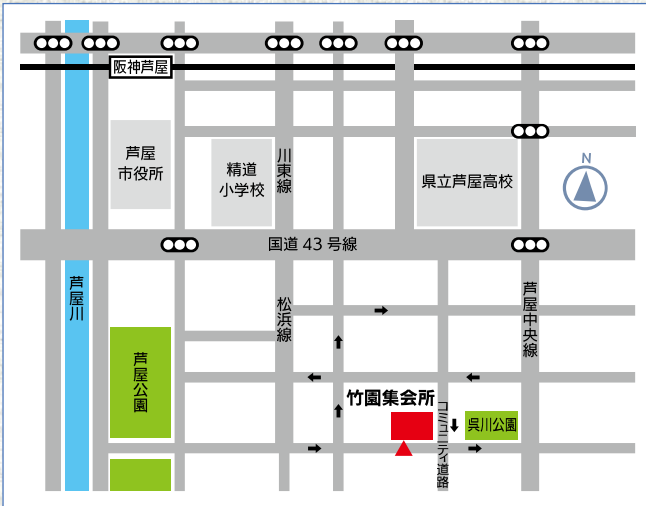 阪神芦屋
N
芦屋
市役所
精道
小学校
川東線
県立芦屋高校
国道 43 号線
芦屋川
松浜線
芦屋中央線
芦屋公園
竹園集会所
コミュニティ道路
呉川公園